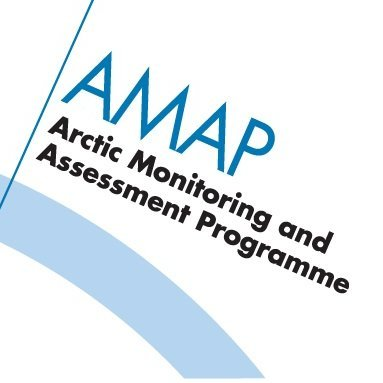 AMAP
Arctic Monitoring and
Assessment Programme